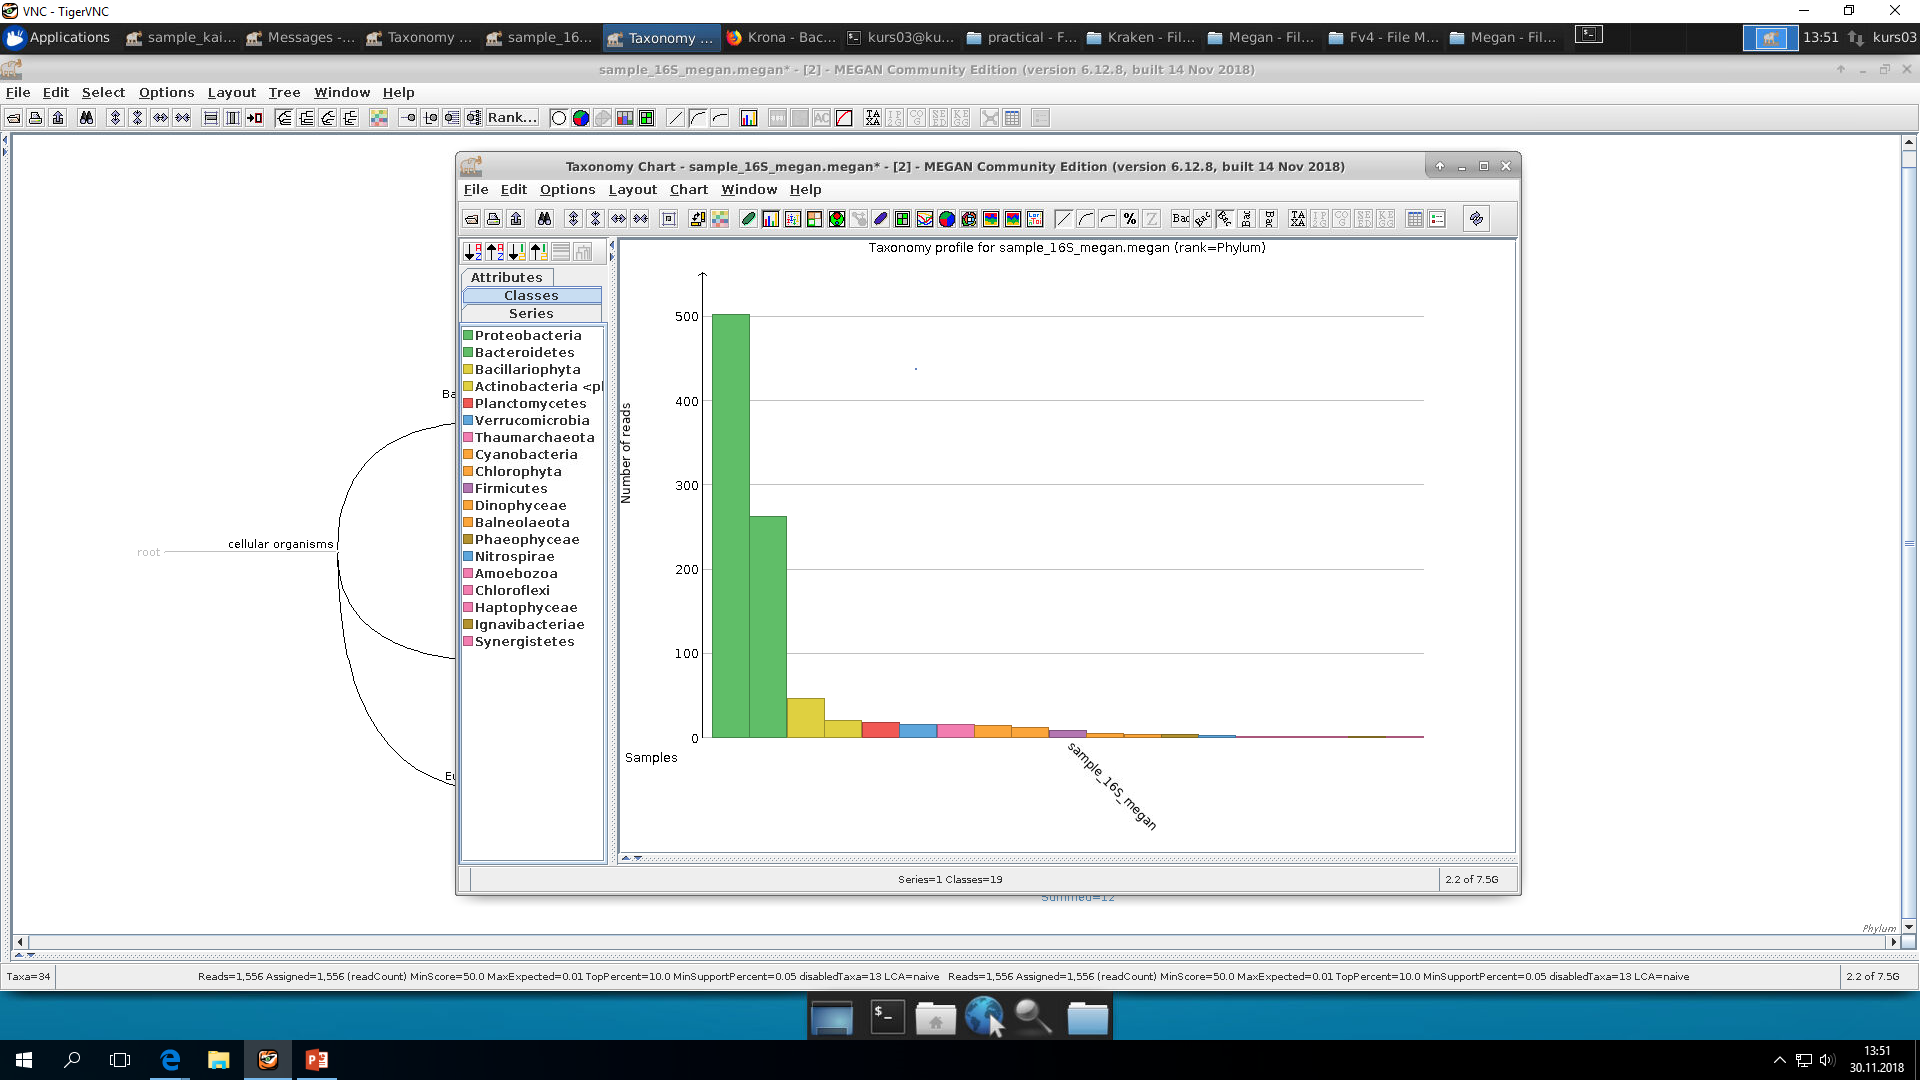 VNC - TigerVNC
Applications sample_kai... Messages -... Taxonomy ... sample_16... Taxonomy ... Krona - Bac... kurs03@ku... practical - F... Kraken - Fil... Megan - Fil... Fv4 - File M... Megan - Fil... 13:51 kurs03
sample_16S_megan.megan* - [2] - MEGAN Community Edition (version 6.12.8, built 14 Nov 2018)
File Edit Select Options Layout Tree Window Help
Rank...
Taxonomy Chart - sample_16S_megan.megan* - [2] - MEGAN Community Edition (version 6.12.8, built 14 Nov 2018)
File Edit Options Layout Chart Window Help
Taxonomy profile for sample_16S_megan.megan (rank=Phylum)
Attributes
Classes
Series
Proteobacteria
Bacteroidetes
Bacillariophyta
Actinobacteria <pl
Planctomycetes
Verrucomicrobia
Thaumarchaeota
Cyanobacteria
Chlorophyta
Firmicutes
Dinophyceae
Balneolaeota
Phaeophyceae
Nitrospirae
Amoebozoa
Chloroflexi
Haptophyceae
Ignavibacteriae
Synergistetes
500
400
300
200
100
0
Number of reads
Samples
sample_16S_megan
Ba
root
cellular organisms
Eu
Series=1 Classes=19
2.2 of 7.5G
Summed=12
Phylum
Taxa=34
Reads=1,556 Assigned=1,556 (readCount) MinScore=50.0 MaxExpected=0.01 TopPercent=10.0 MinSupportPercent=0.05 disabledTaxa=13 LCA=naive Reads=1,556 Assigned=1,556 (readCount) MinScore=50.0 MaxExpected=0.01 TopPercent=10.0 MinSupportPercent=0.05 disabledTaxa=13 LCA=naive
2.2 of 7.5G
13:51
30.11.2018